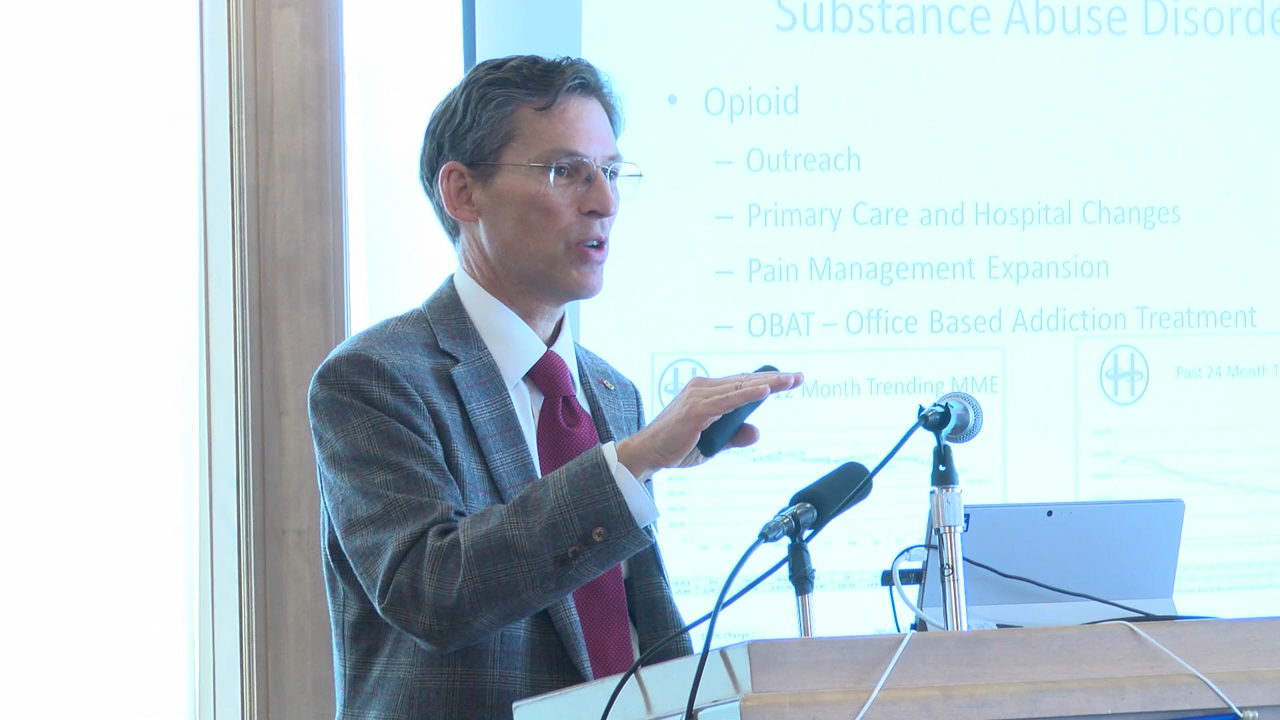 Substance Abuse Disorde
• Opioid
– Outreach
– Primary Care and Hospital Changes
– Pain Management Expansion
– OBAT – Office Based Addiction Treatment
12 Month Trending MME
Past 24 Month T